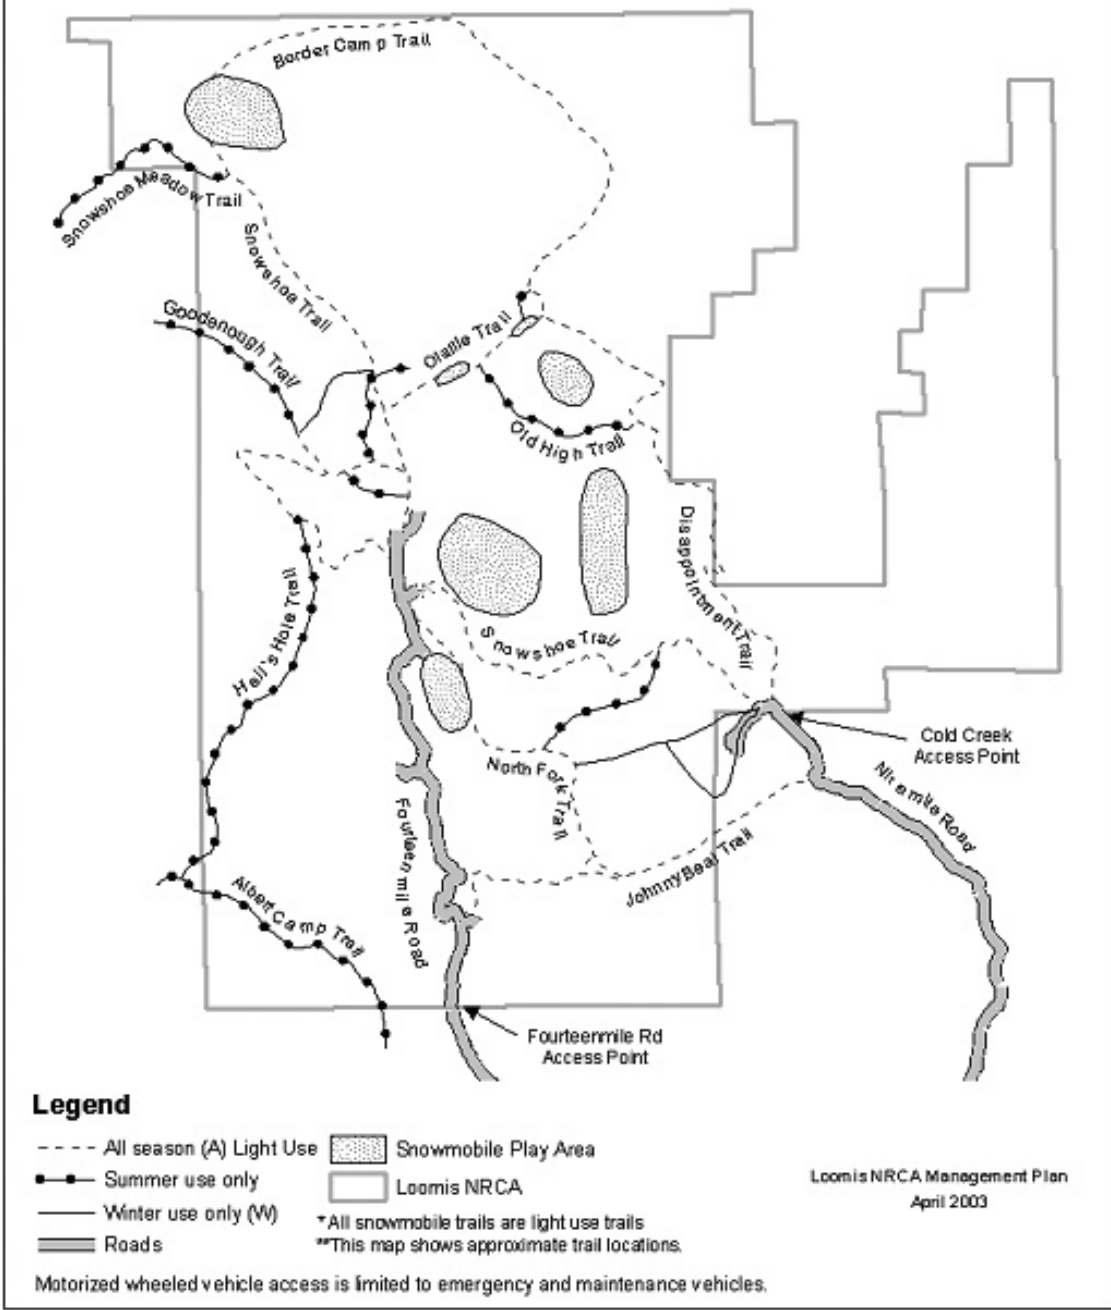 Border Camp Trail
Snowshoe Meadow Trail
Snowshoe Trail
Goodenough Trail
Olallie Trail
Old High Trail
Disappointment Trail
Hell's Hole Trail
Snowshoe Trail
Cold Creek
Access Point
North Fork Trail
Ninemile Road
Fourteenmile Road
Johnny Bear Trail
Albert Camp Trail
Fourteenmile Rd
Access Point
Legend
All season (A) Light Use
Snowmobile Play Area
Summer use only
Loomis NRCA
Winter use only (W)
*All snowmobile trails are light use trails
Roads
**This map shows approximate trail locations.
Loomis NRCA Management Plan
April 2003
Motorized wheeled vehicle access is limited to emergency and maintenance vehicles.